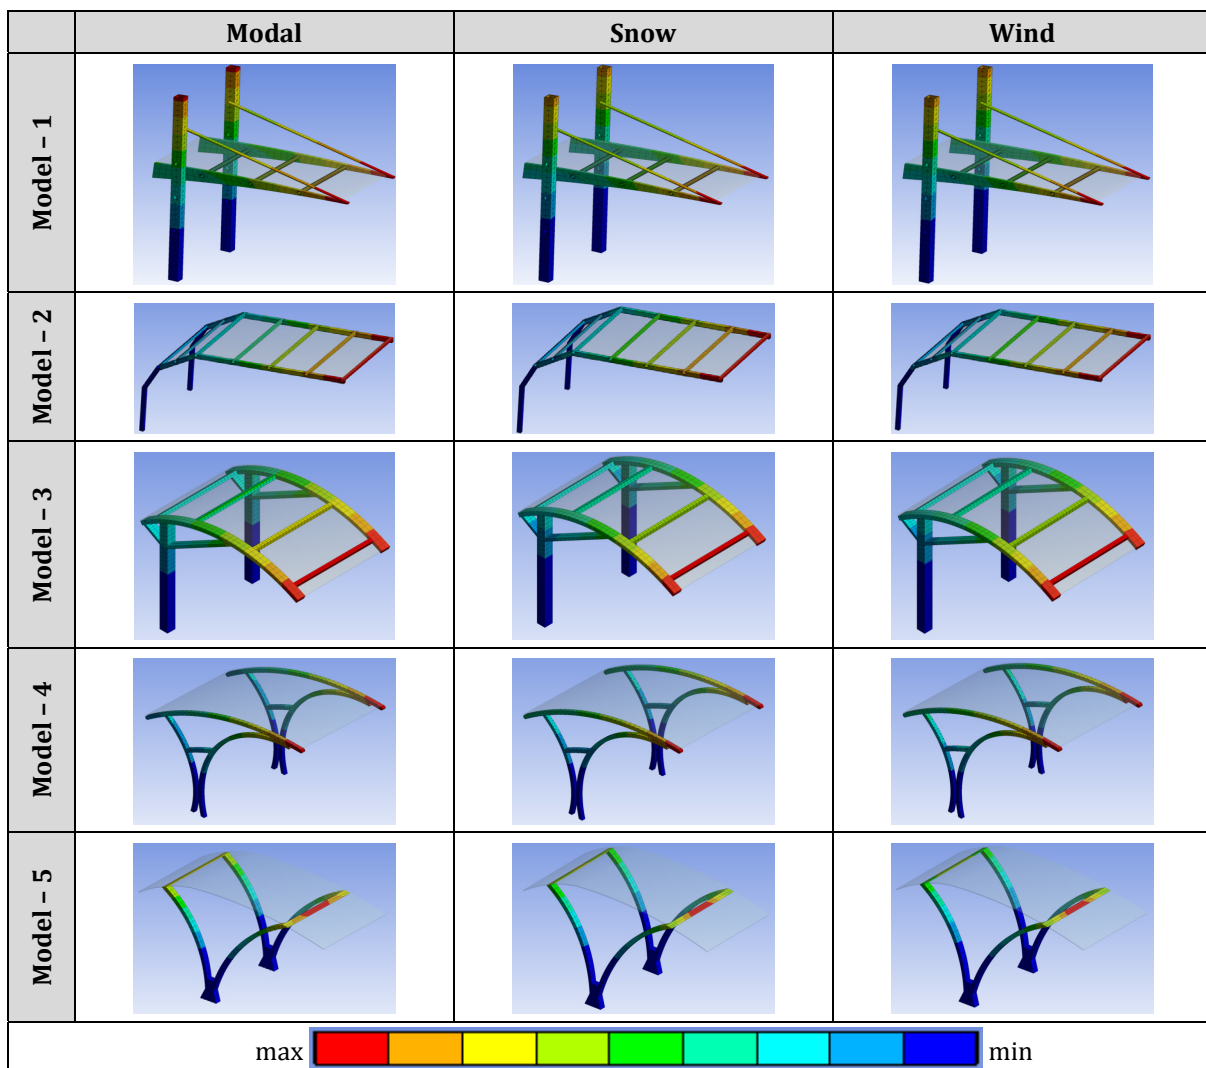 Modal Snow Wind
Model – 1
Model – 2
Model – 3
Model – 4
Model – 5
max min